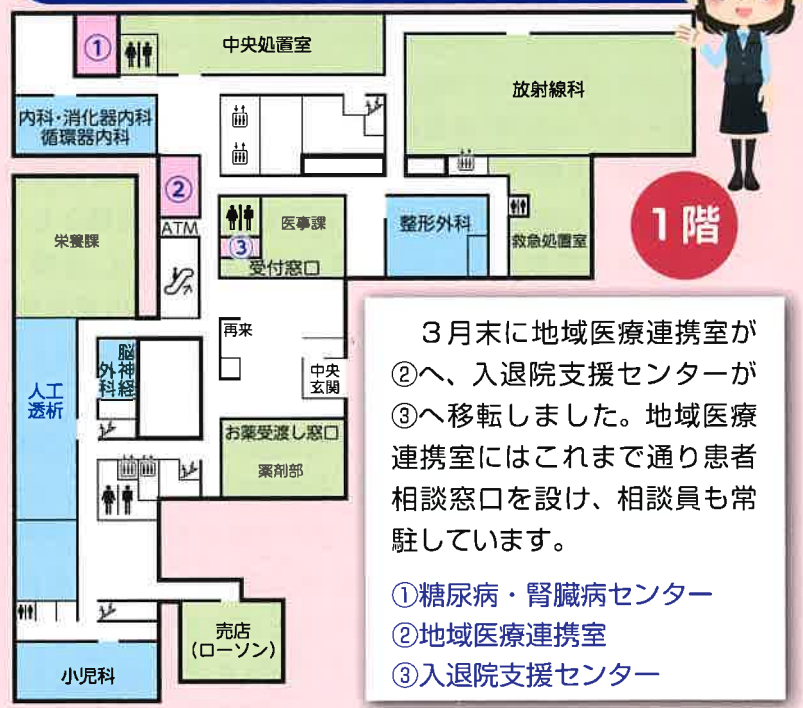 ①
中央処置室
放射線科
内科・消化器内科
循環器内科
②
ATM
栄養課
医事課
③
受付窓口
整形外科
救急処置室
1階
再来
中央
玄関
脳神経
外科
人工
透析
お薬受渡し窓口
薬剤部
売店
(ローソン)
小児科
３月末に地域医療連携室が
②へ、入退院支援センターが
③へ移転しました。地域医療
連携室にはこれまで通り患者
相談窓口を設け、相談員も常
駐しています。
①糖尿病・腎臓病センター
②地域医療連携室
③入退院支援センター